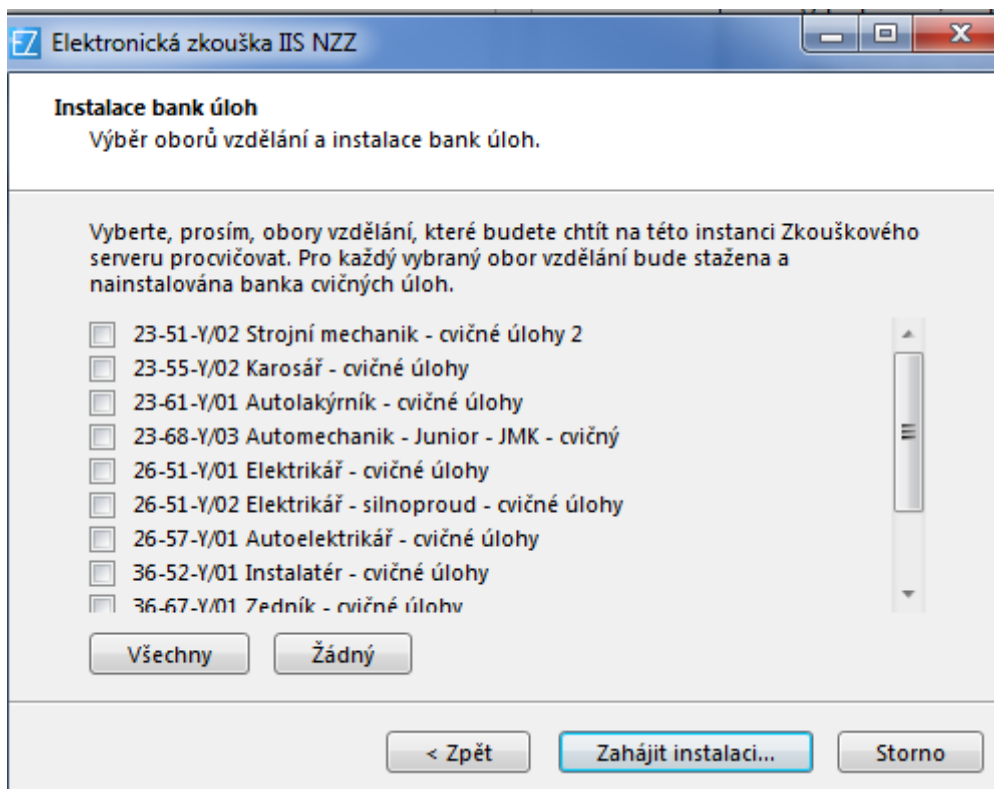 EZ Elektronická zkouška IIS NZZ
Instalace bank úloh
Výběr oborů vzdělání a instalace bank úloh.
Vyberte, prosím, obory vzdělání, které budete chtít na této instanci Zkouškového
serveru procvičovat. Pro každý vybraný obor vzdělání bude stažena a
nainstalována banka cvičných úloh.
23-51-Y/02 Strojní mechanik - cvičné úlohy 2
23-55-Y/02 Karosář - cvičné úlohy
23-61-Y/01 Autolakýrník - cvičné úlohy
23-68-Y/03 Automechanik - Junior - JMK - cvičný
26-51-Y/01 Elektrikář - cvičné úlohy
26-51-Y/02 Elektrikář - silnoproud - cvičné úlohy
26-57-Y/01 Autoelektrikář - cvičné úlohy
36-52-Y/01 Instalatér - cvičné úlohy
36-67-Y/01 Zedník - cvičné úlohy
Všechny Žádný
< Zpět Zahájit instalaci... Storno